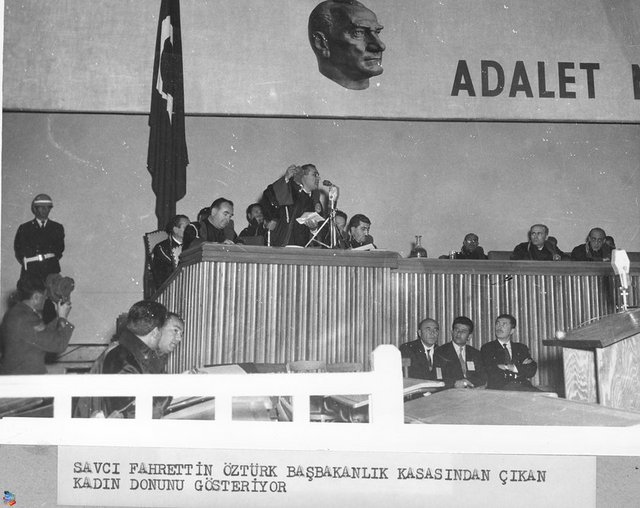 ADALET
SAVCI FAHRETTİN ÖZTÜRK BAŞBAKANLIK KASASINDAN ÇIKAN
KADIN DONUNU GÖSTERİYOR